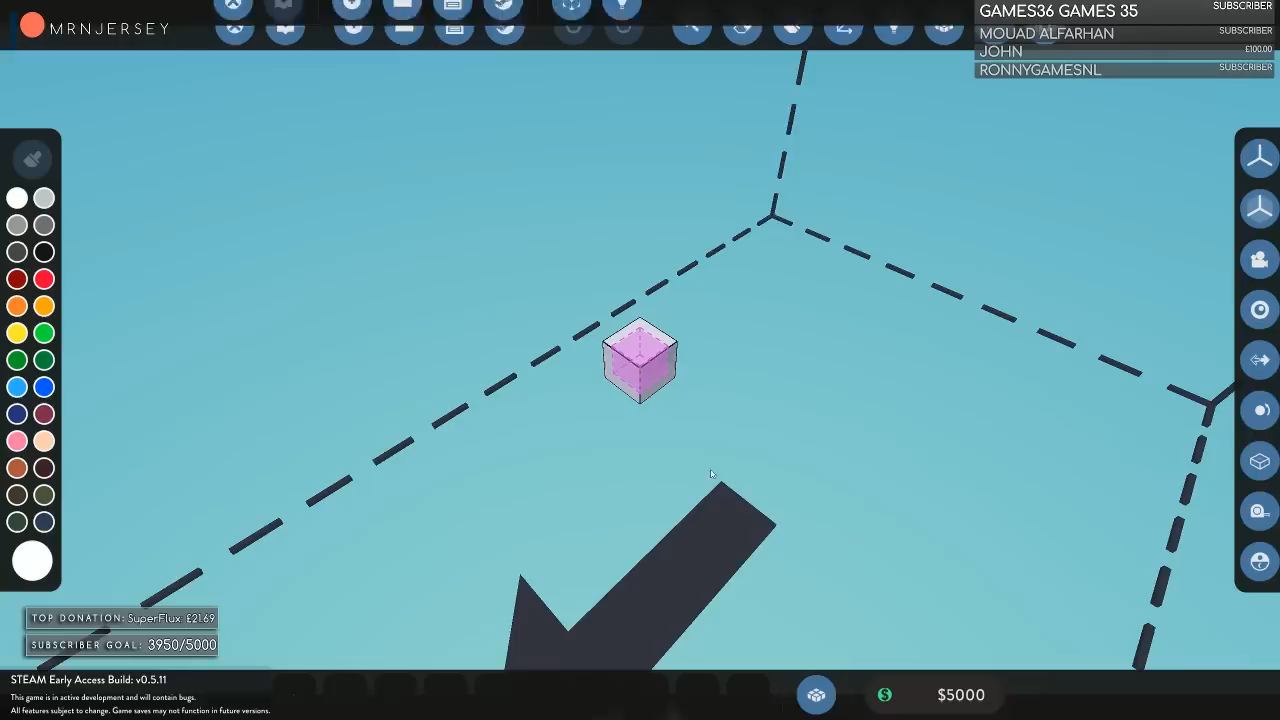 MRNJERSEY
GAMES36 GAMES 35 SUBSCRIBER
MOUAD ALFARHAN SUBSCRIBER
JOHN £100.00
RONNYGAMESNL SUBSCRIBER
TOP DONATION: SuperFlux: £21.69
SUBSCRIBER GOAL: 3950/5000
STEAM Early Access Build: v0.5.11
This game is in active development and will contain bugs.
All features subject to change. Game saves may not function in future versions.
$ $5000